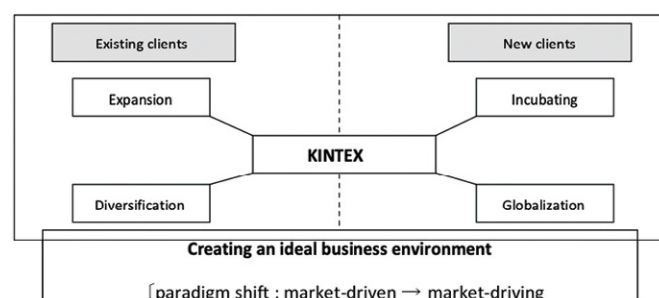 Existing clients
New clients
Expansion
Incubating
KINTEX
Diversification
Globalization
Creating an ideal business environment
[paradigm shift : market-driven → market-driving